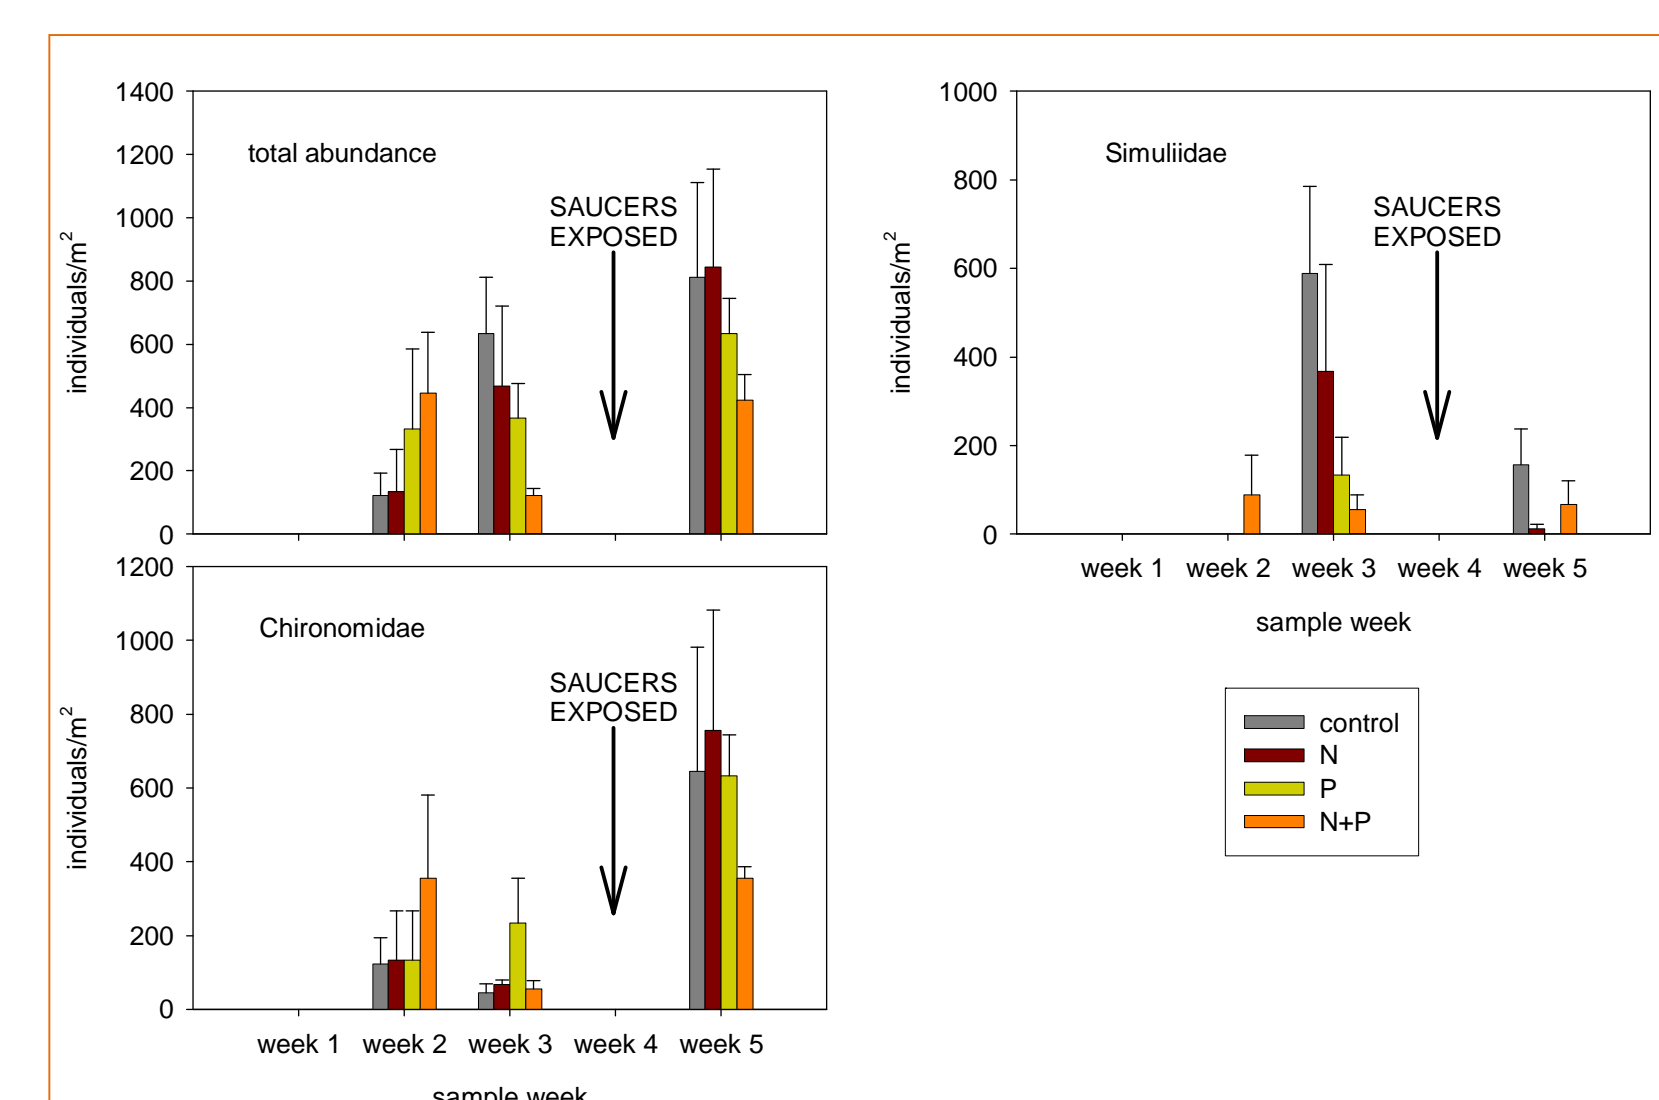 1400
1200
1000
800
600
400
200
0
individuals/m²
total abundance
SAUCERS
EXPOSED
1200
1000
800
600
400
200
0
individuals/m²
Chironomidae
SAUCERS
EXPOSED
week 1 week 2 week 3 week 4 week 5
sample week
1000
800
600
400
200
0
individuals/m²
Simuliidae
SAUCERS
EXPOSED
week 1 week 2 week 3 week 4 week 5
sample week
control
N
P
N+P